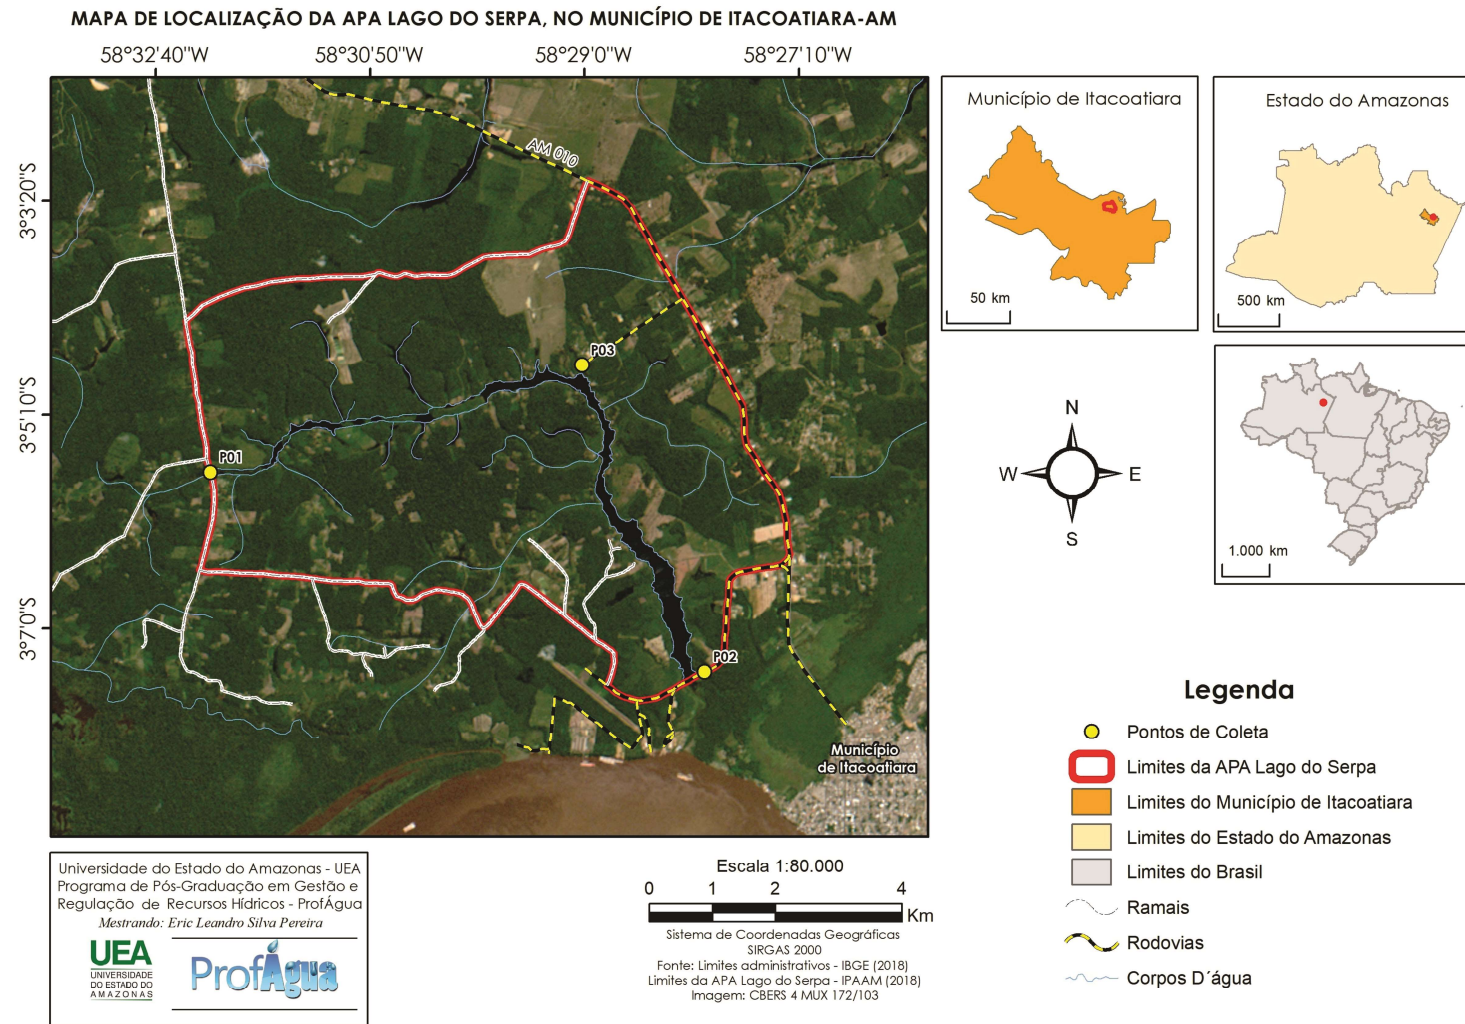 MAPA DE LOCALIZAÇÃO DA APA LAGO DO SERPA, NO MUNICÍPIO DE ITACOATIARA-AM
58°32'40"W
58°30'50"W
58°29'0"W
58°27'10"W
3°3'20"S
3°5'10"S
3°7'0"S
AM 010
P03
P01
P02
Município
de Itacoatiara
Município de Itacoatiara
50 km
Estado do Amazonas
500 km
1.000 km
N
W
E
S
Legenda
Pontos de Coleta
Limites da APA Lago do Serpa
Limites do Município de Itacoatiara
Limites do Estado do Amazonas
Limites do Brasil
Ramais
Rodovias
Corpos D´água
Universidade do Estado do Amazonas - UEA
Programa de Pós-Graduação em Gestão e
Regulação de Recursos Hídricos - ProfÁgua
Mestrando: Eric Leandro Silva Pereira
UEA
UNIVERSIDADE
DO ESTADO DO
AMAZONAS
ProfÁgua
Escala 1:80.000
0 1 2 4
Km
Sistema de Coordenadas Geográficas
SIRGAS 2000
Fonte: Limites administrativos - IBGE (2018)
Limites da APA Lago do Serpa - IPAAM (2018)
Imagem: CBERS 4 MUX 172/103